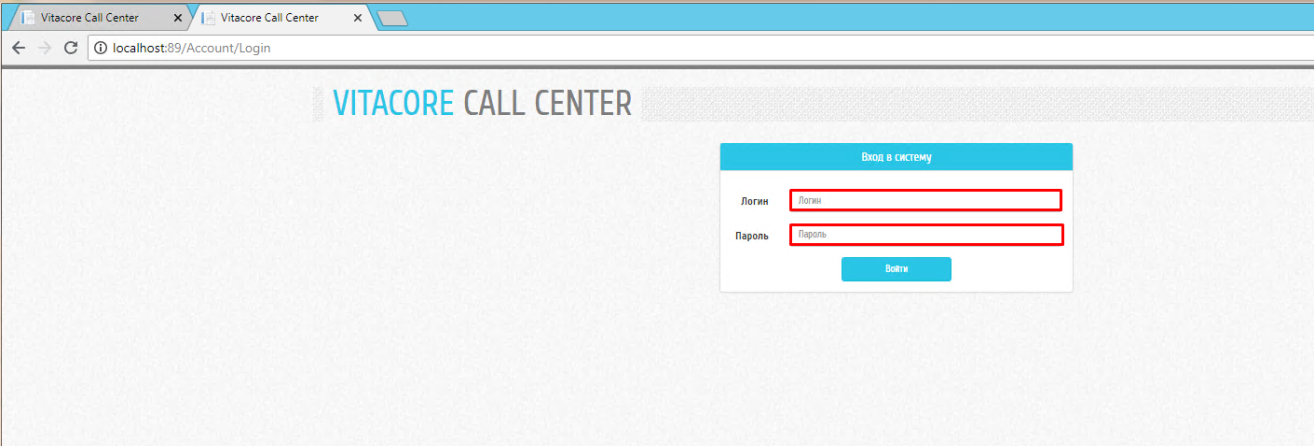 Vitacore Call Center
Vitacore Call Center
localhost:89/Account/Login
VITACORE CALL CENTER
Вход в систему
Логин Логин
Пароль Пароль
Войти